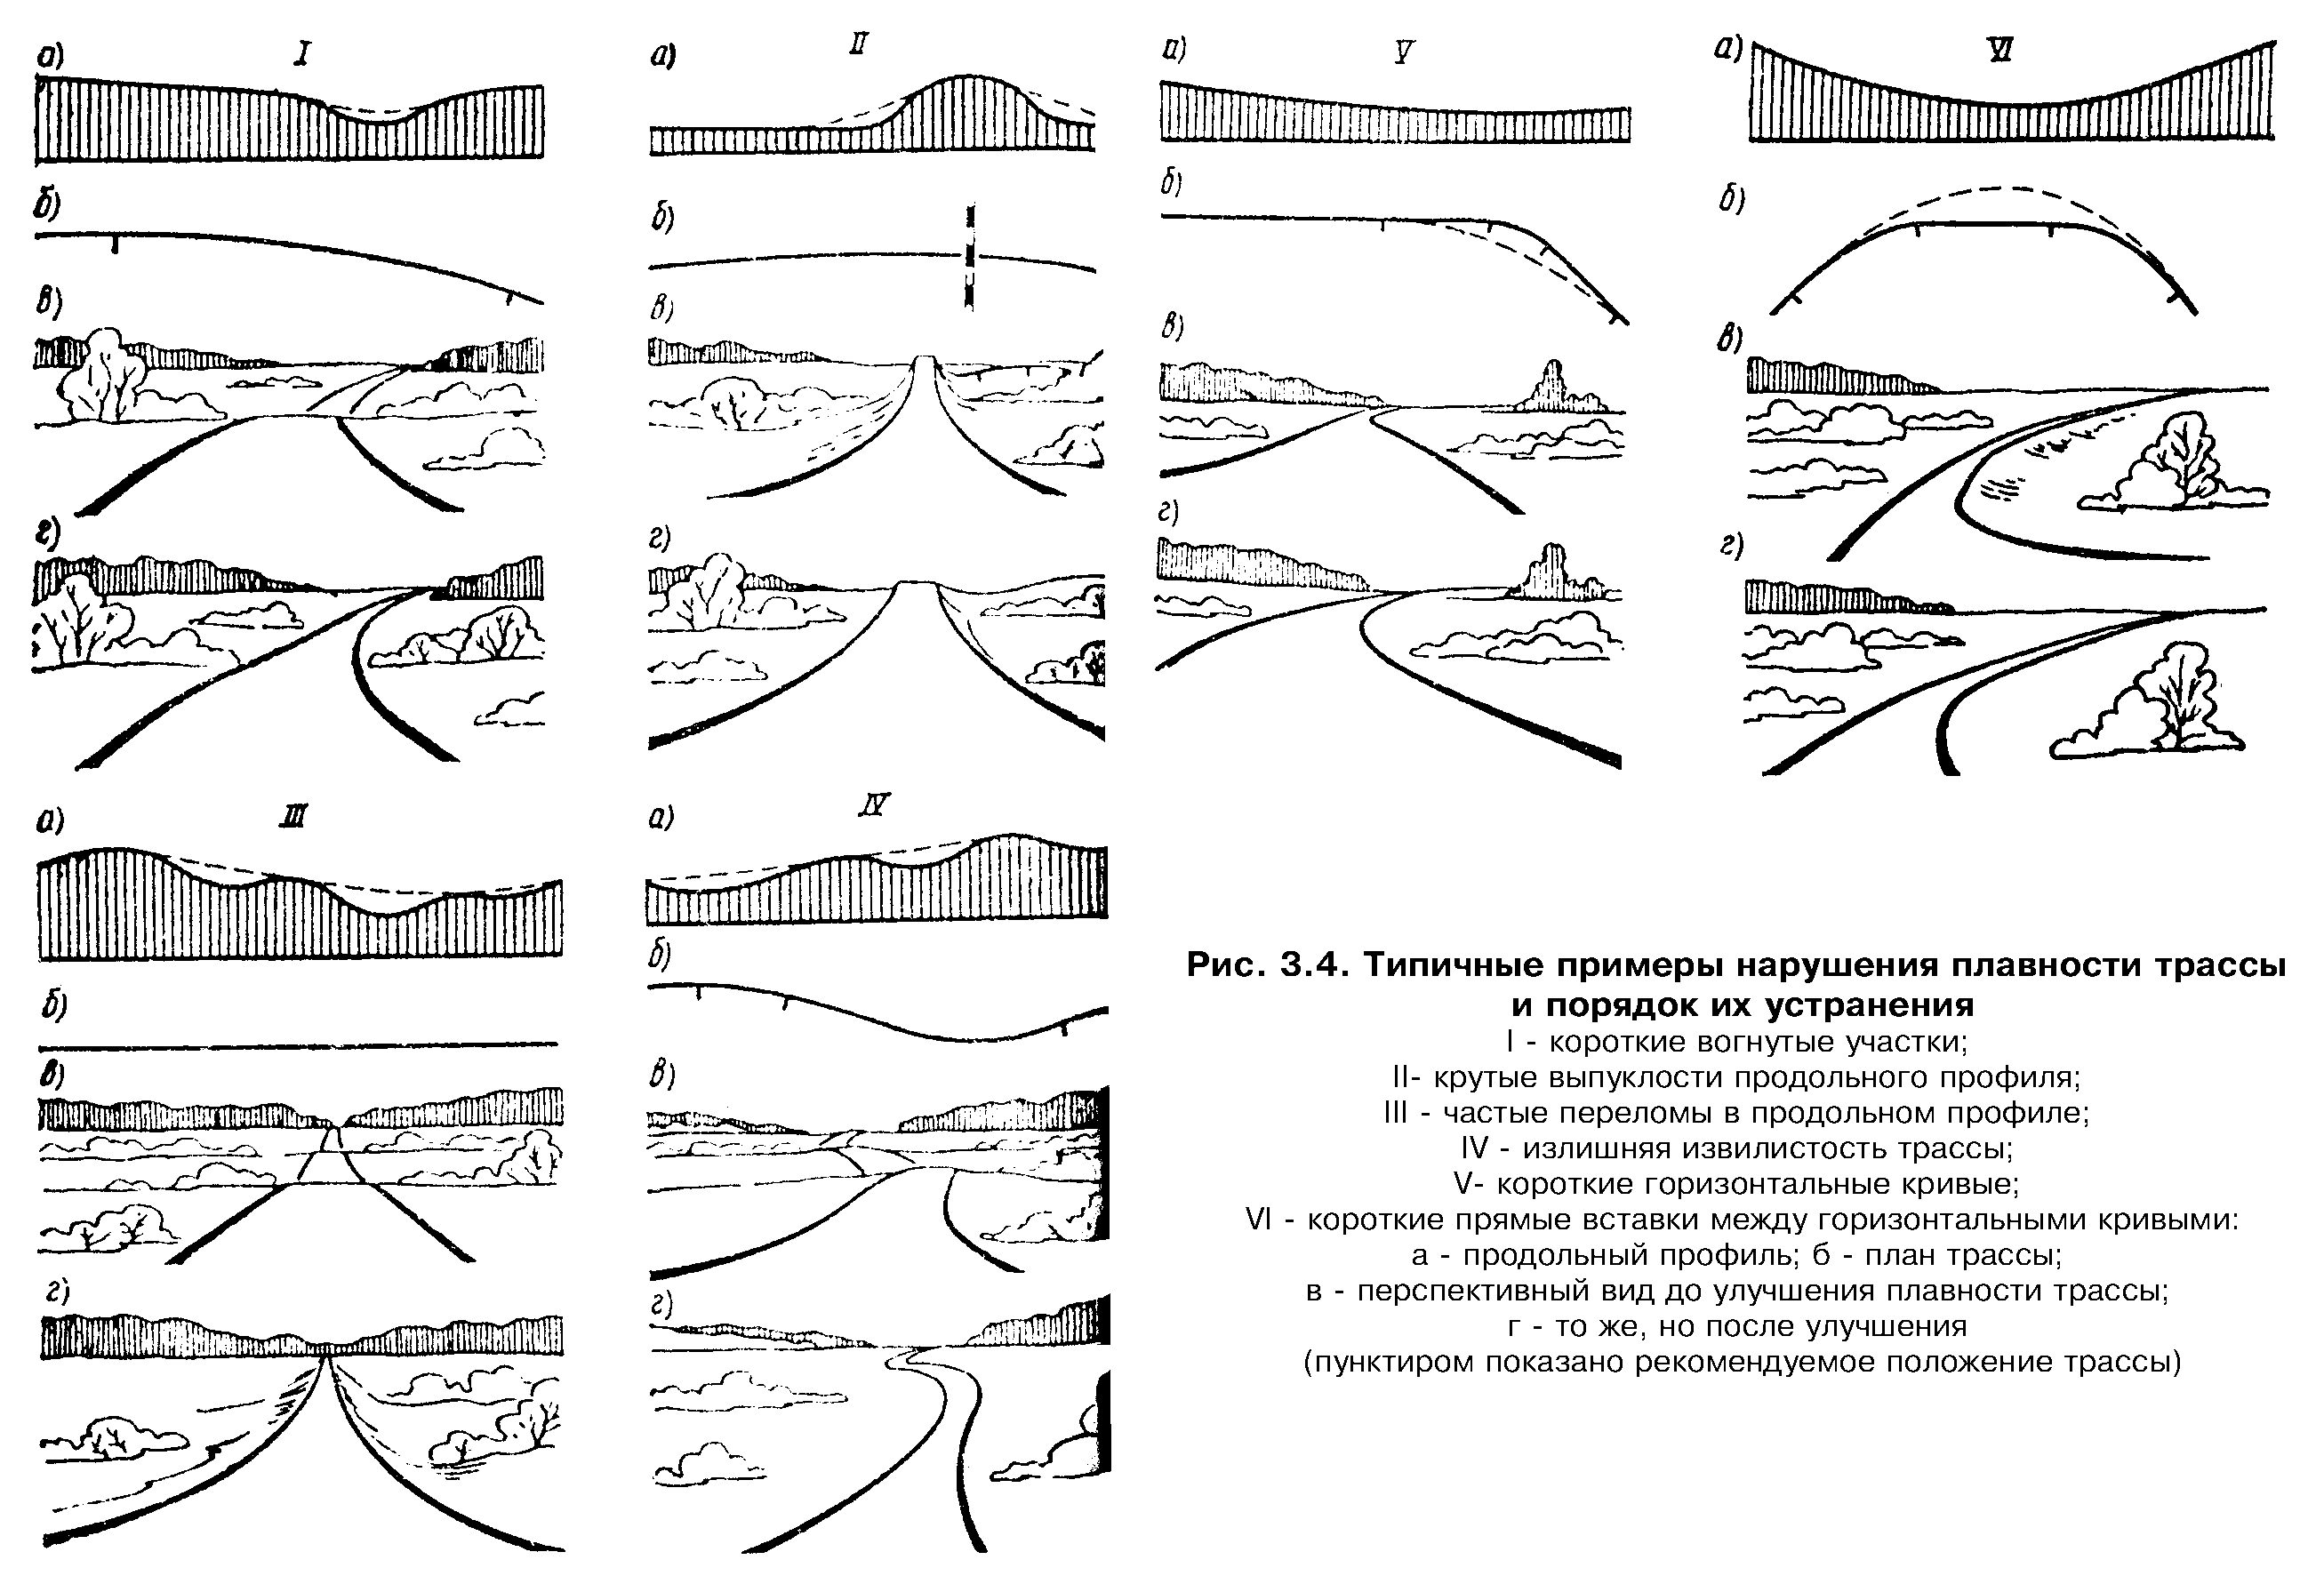 а) I
б)
в)
г)
а) II
б)
в)
г)
а) V
б)
в)
г)
а) VI
б)
в)
г)
а) III
б)
в)
г)
а) IV
б)
в)
г)
Рис. 3.4. Типичные примеры нарушения плавности трассы
и порядок их устранения
I - короткие вогнутые участки;
II- крутые выпуклости продольного профиля;
III - частые переломы в продольном профиле;
IV - излишняя извилистость трассы;
V- короткие горизонтальные кривые;
VI - короткие прямые вставки между горизонтальными кривыми:
а - продольный профиль; б - план трассы;
в - перспективный вид до улучшения плавности трассы;
г - то же, но после улучшения
(пунктиром показано рекомендуемое положение трассы)